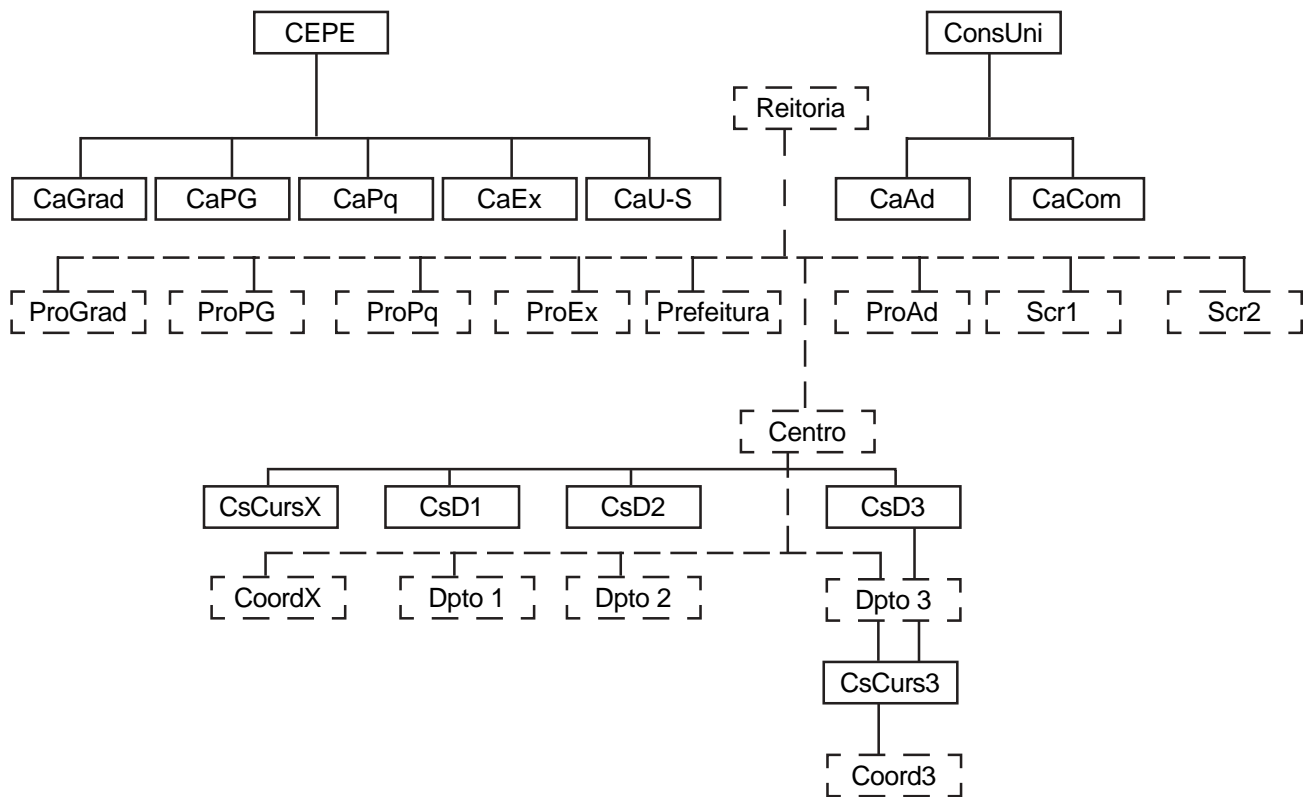 CEPE
ConsUni
Reitoria
CaGrad
CaPG
CaPq
CaEx
CaU-S
CaAd
CaCom
ProGrad
ProPG
ProPq
ProEx
Prefeitura
ProAd
Scr1
Scr2
Centro
CsCursX
CsD1
CsD2
CsD3
CoordX
Dpto 1
Dpto 2
Dpto 3
CsCurs3
Coord3